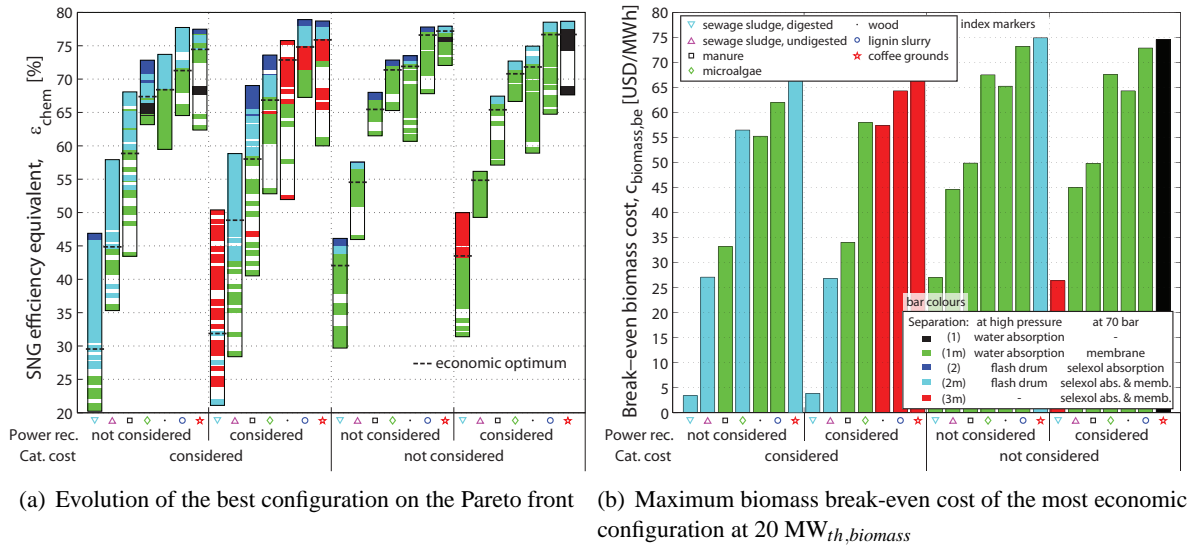 SNG efficiency equivalent, ε_chem [%]
80
75
70
65
60
55
50
45
40
35
30
25
20
economic optimum
Power rec. not considered considered not considered considered
Cat. cost considered not considered
(a) Evolution of the best configuration on the Pareto front
Break−even biomass cost, c_biomass,be [USD/MWh]
80
75
70
65
60
55
50
45
40
35
30
25
20
15
10
5
0
sewage sludge, digested
sewage sludge, undigested
manure
microalgae
wood
lignin slurry
coffee grounds
index markers
bar colours
Separation: at high pressure at 70 bar
(1) water absorption -
(1m) water absorption membrane
(2) flash drum selexol absorption
(2m) flash drum selexol abs. & memb.
(3m) - selexol abs. & memb.
Power rec. not considered considered not considered considered
Cat. cost considered not considered
(b) Maximum biomass break-even cost of the most economic
configuration at 20 MW_th,biomass